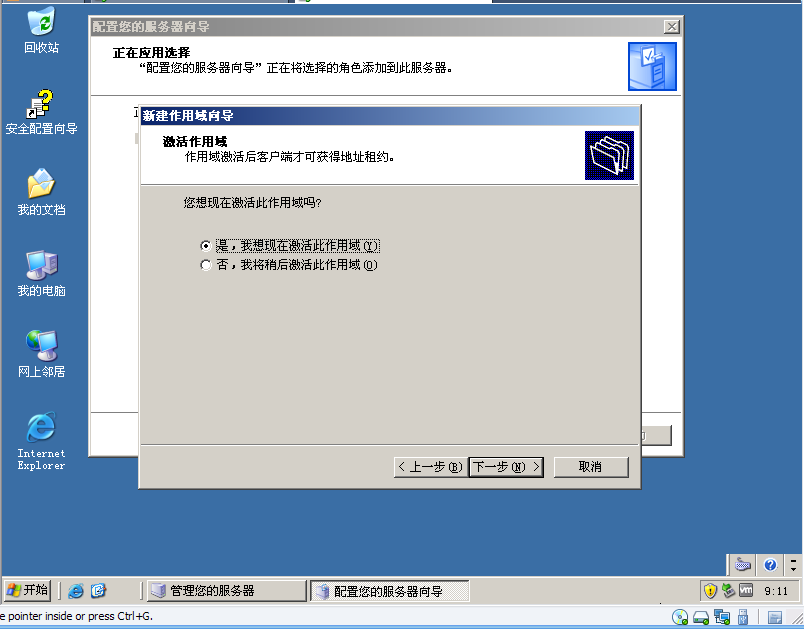 回收站
安全配置向导
我的文档
我的电脑
网上邻居
Internet
Explorer
配置您的服务器向导
正在应用选择
“配置您的服务器向导”正在将选择的角色添加到此服务器。
新建作用域向导
激活作用域
作用域激活后客户端才可获得地址租约。
您想现在激活此作用域吗?
是，我想现在激活此作用域(Y)
否，我将稍后激活此作用域(O)
< 上一步(B)
下一步(N) >
取消
开始
管理您的服务器
配置您的服务器向导
9:11
e pointer inside or press Ctrl+G.